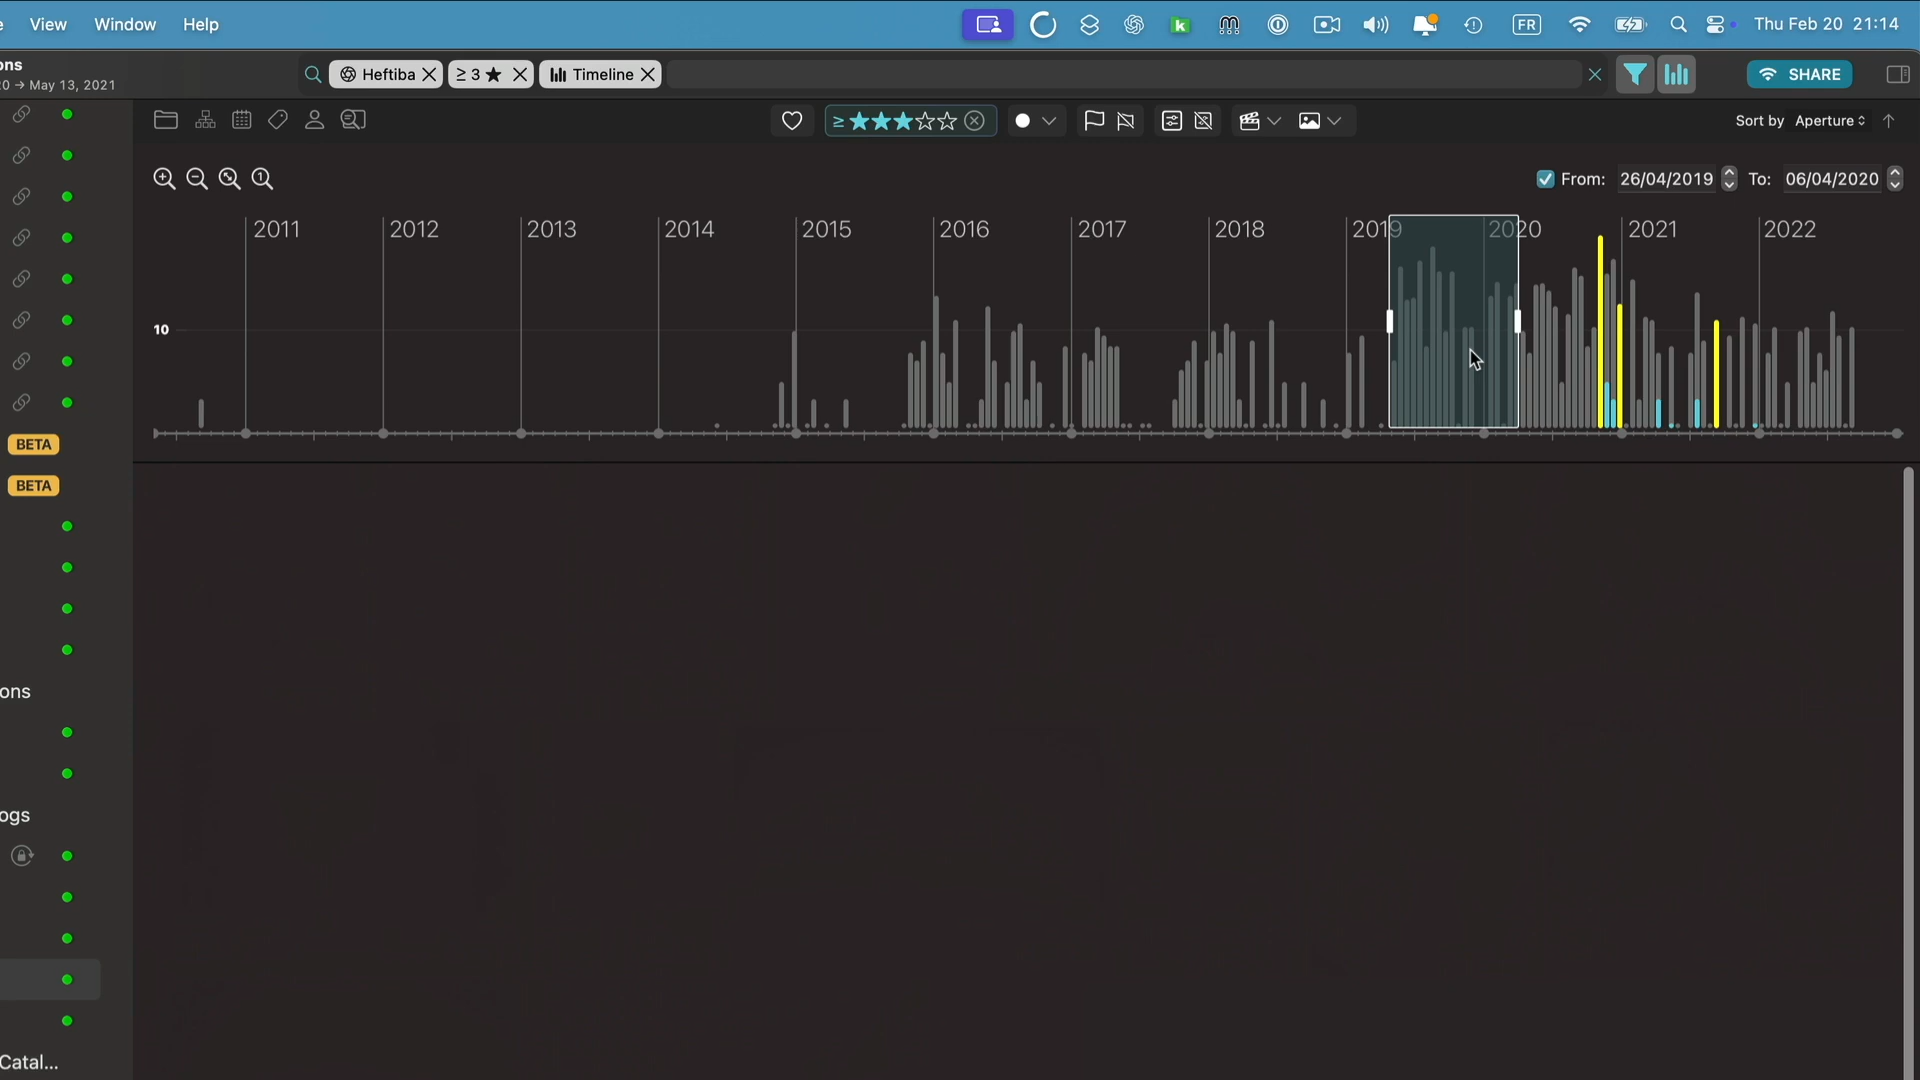 e View Window Help
FR
Thu Feb 20 21:14
ons
0 → May 13, 2021
Heftiba
≥ 3 ★
Timeline
SHARE
≥ ★★★☆☆
Sort by Aperture
From: 26/04/2019 To: 06/04/2020
2011 2012 2013 2014 2015 2016 2017 2018 2019 2020 2021 2022
10
BETA
BETA
ons
ogs
Catal...